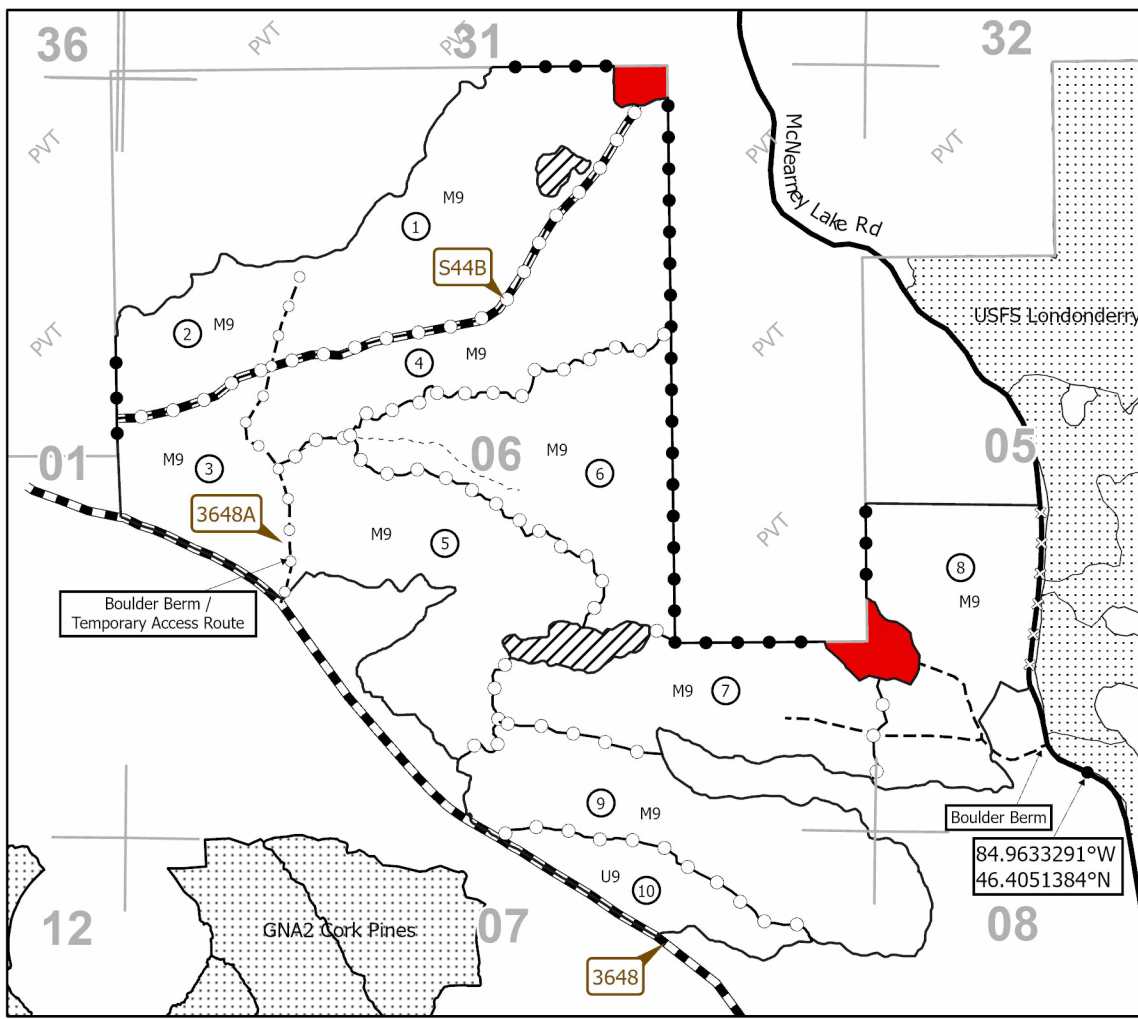 36
PVT
PVT
31
32
PVT
PVT
PVT
McNearney Lake Rd
M9
1
S44B
M9
2
PVT
USFS Londonderry
4
M9
PVT
01
M9
3
06
M9
6
05
3648A
M9
5
PVT
8
M9
Boulder Berm /
Temporary Access Route
M9
7
9
M9
Boulder Berm
84.9633291°W
46.4051384°N
U9
10
12
GNA2 Cork Pines
07
08
3648